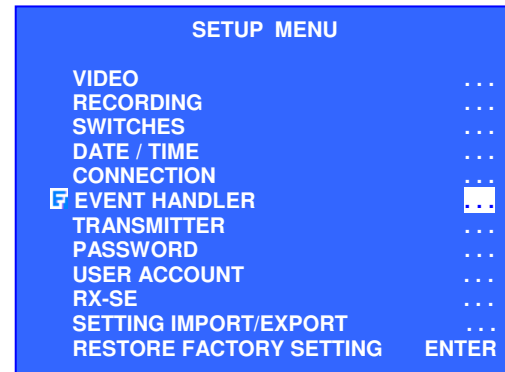 SETUP MENU
VIDEO ...
RECORDING ...
SWITCHES ...
DATE / TIME ...
CONNECTION ...
F EVENT HANDLER ...
TRANSMITTER ...
PASSWORD ...
USER ACCOUNT ...
RX-SE ...
SETTING IMPORT/EXPORT ...
RESTORE FACTORY SETTING ENTER